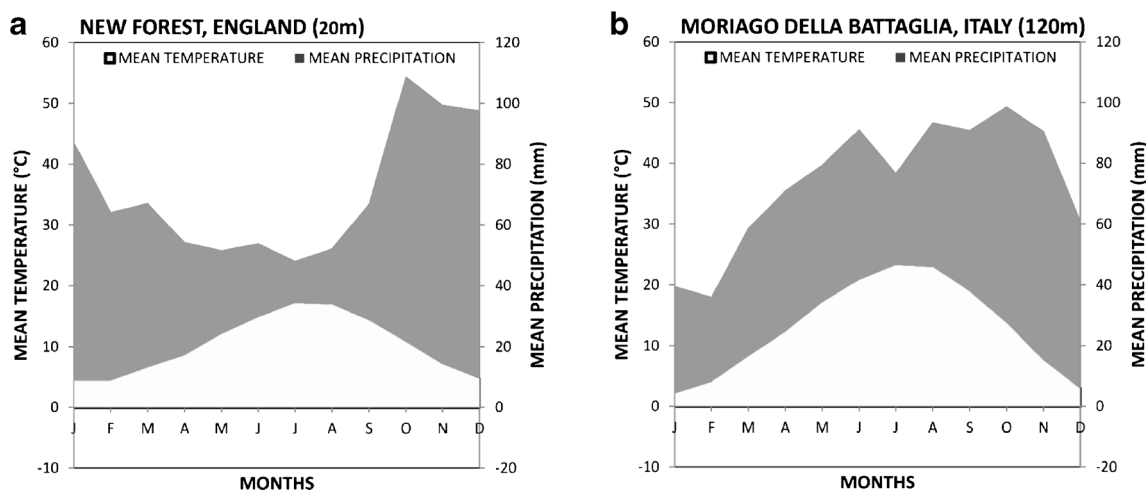 a NEW FOREST, ENGLAND (20m)
60
50
40
30
20
10
0
-10
MEAN TEMPERATURE (°C)
MEAN TEMPERATURE MEAN PRECIPITATION
120
100
80
60
40
20
0
-20
MEAN PRECIPITATION (mm)
J F M A M J J A S O N D
MONTHS
b MORIAGO DELLA BATTAGLIA, ITALY (120m)
60
50
40
30
20
10
0
-10
MEAN TEMPERATURE (°C)
MEAN TEMPERATURE MEAN PRECIPITATION
120
100
80
60
40
20
0
-20
MEAN PRECIPITATION (mm)
J F M A M J J A S O N D
MONTHS